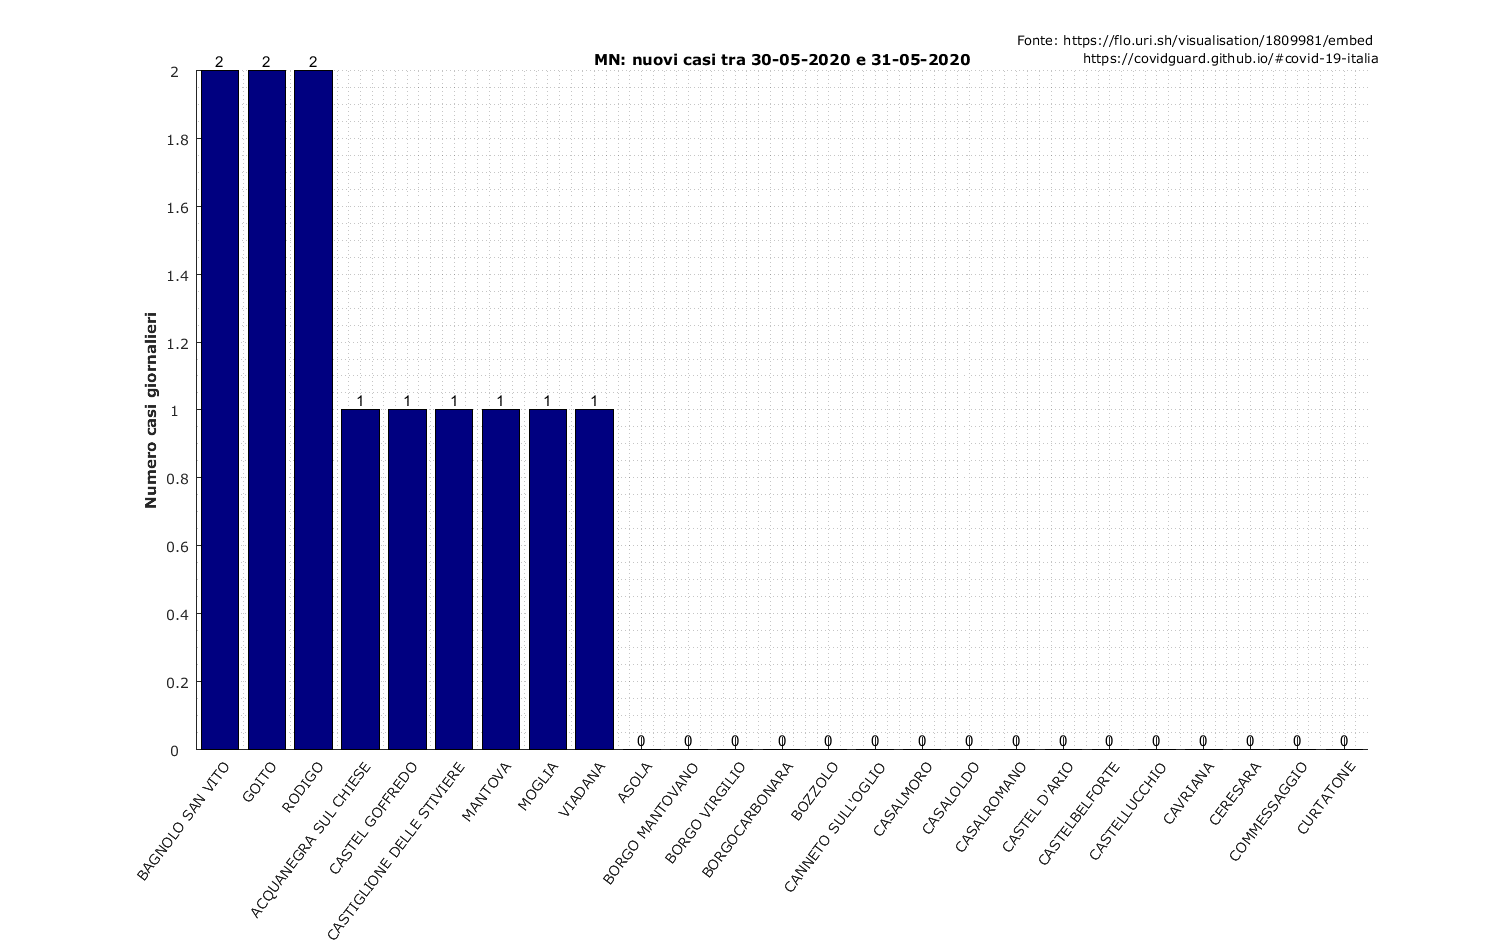 Fonte: https://flo.uri.sh/visualisation/1809981/embed
https://covidguard.github.io/#covid-19-italia
MN: nuovi casi tra 30-05-2020 e 31-05-2020
Numero casi giornalieri
2
1.8
1.6
1.4
1.2
1
0.8
0.6
0.4
0.2
0
2 2 2 1 1 1 1 1 1 0 0 0 0 0 0 0 0 0 0 0 0 0 0 0 0
BAGNOLO SAN VITO
GOITO
RODIGO
ACQUANEGRA SUL CHIESE
CASTEL GOFFREDO
CASTIGLIONE DELLE STIVIERE
MANTOVA
MOGLIA
VIADANA
ASOLA
BORGO MANTOVANO
BORGO VIRGILIO
BORGOCARBONARA
BOZZOLO
CANNETO SULL'OGLIO
CASALMORO
CASALOLDO
CASALROMANO
CASTEL D'ARIO
CASTELBELFORTE
CASTELLUCCHIO
CAVRIANA
CERESARA
COMMESSAGGIO
CURTATONE